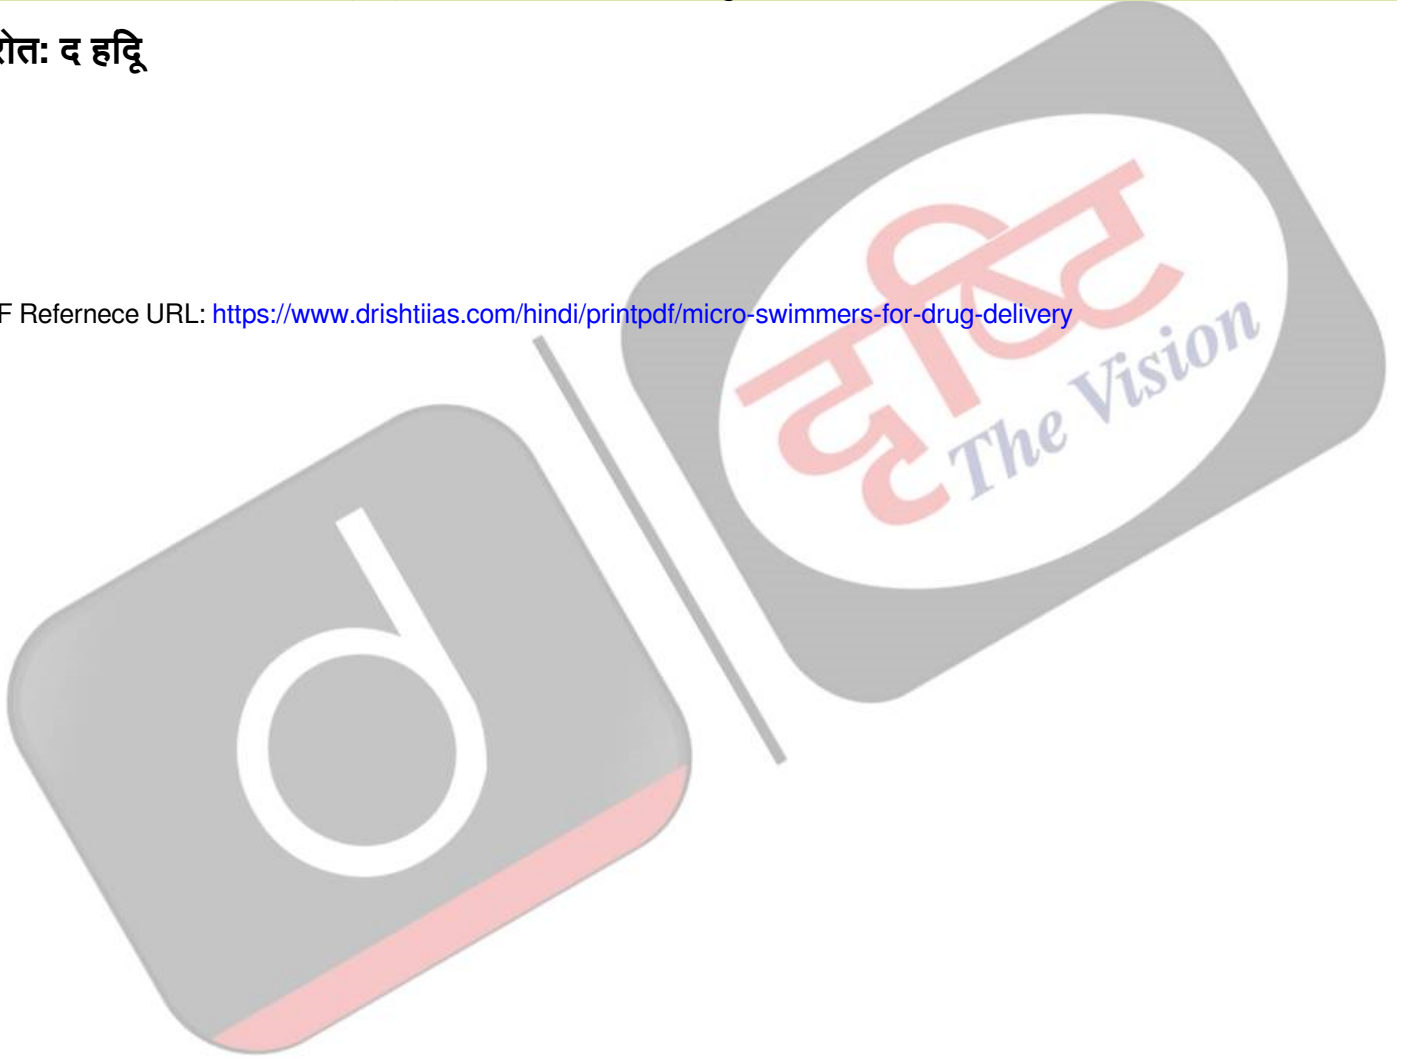 रोत: द हिंदू
F Refernece URL: https://www.drishtiias.com/hindi/printpdf/micro-swimmers-for-drug-delivery
दृष्टि
The Vision
d